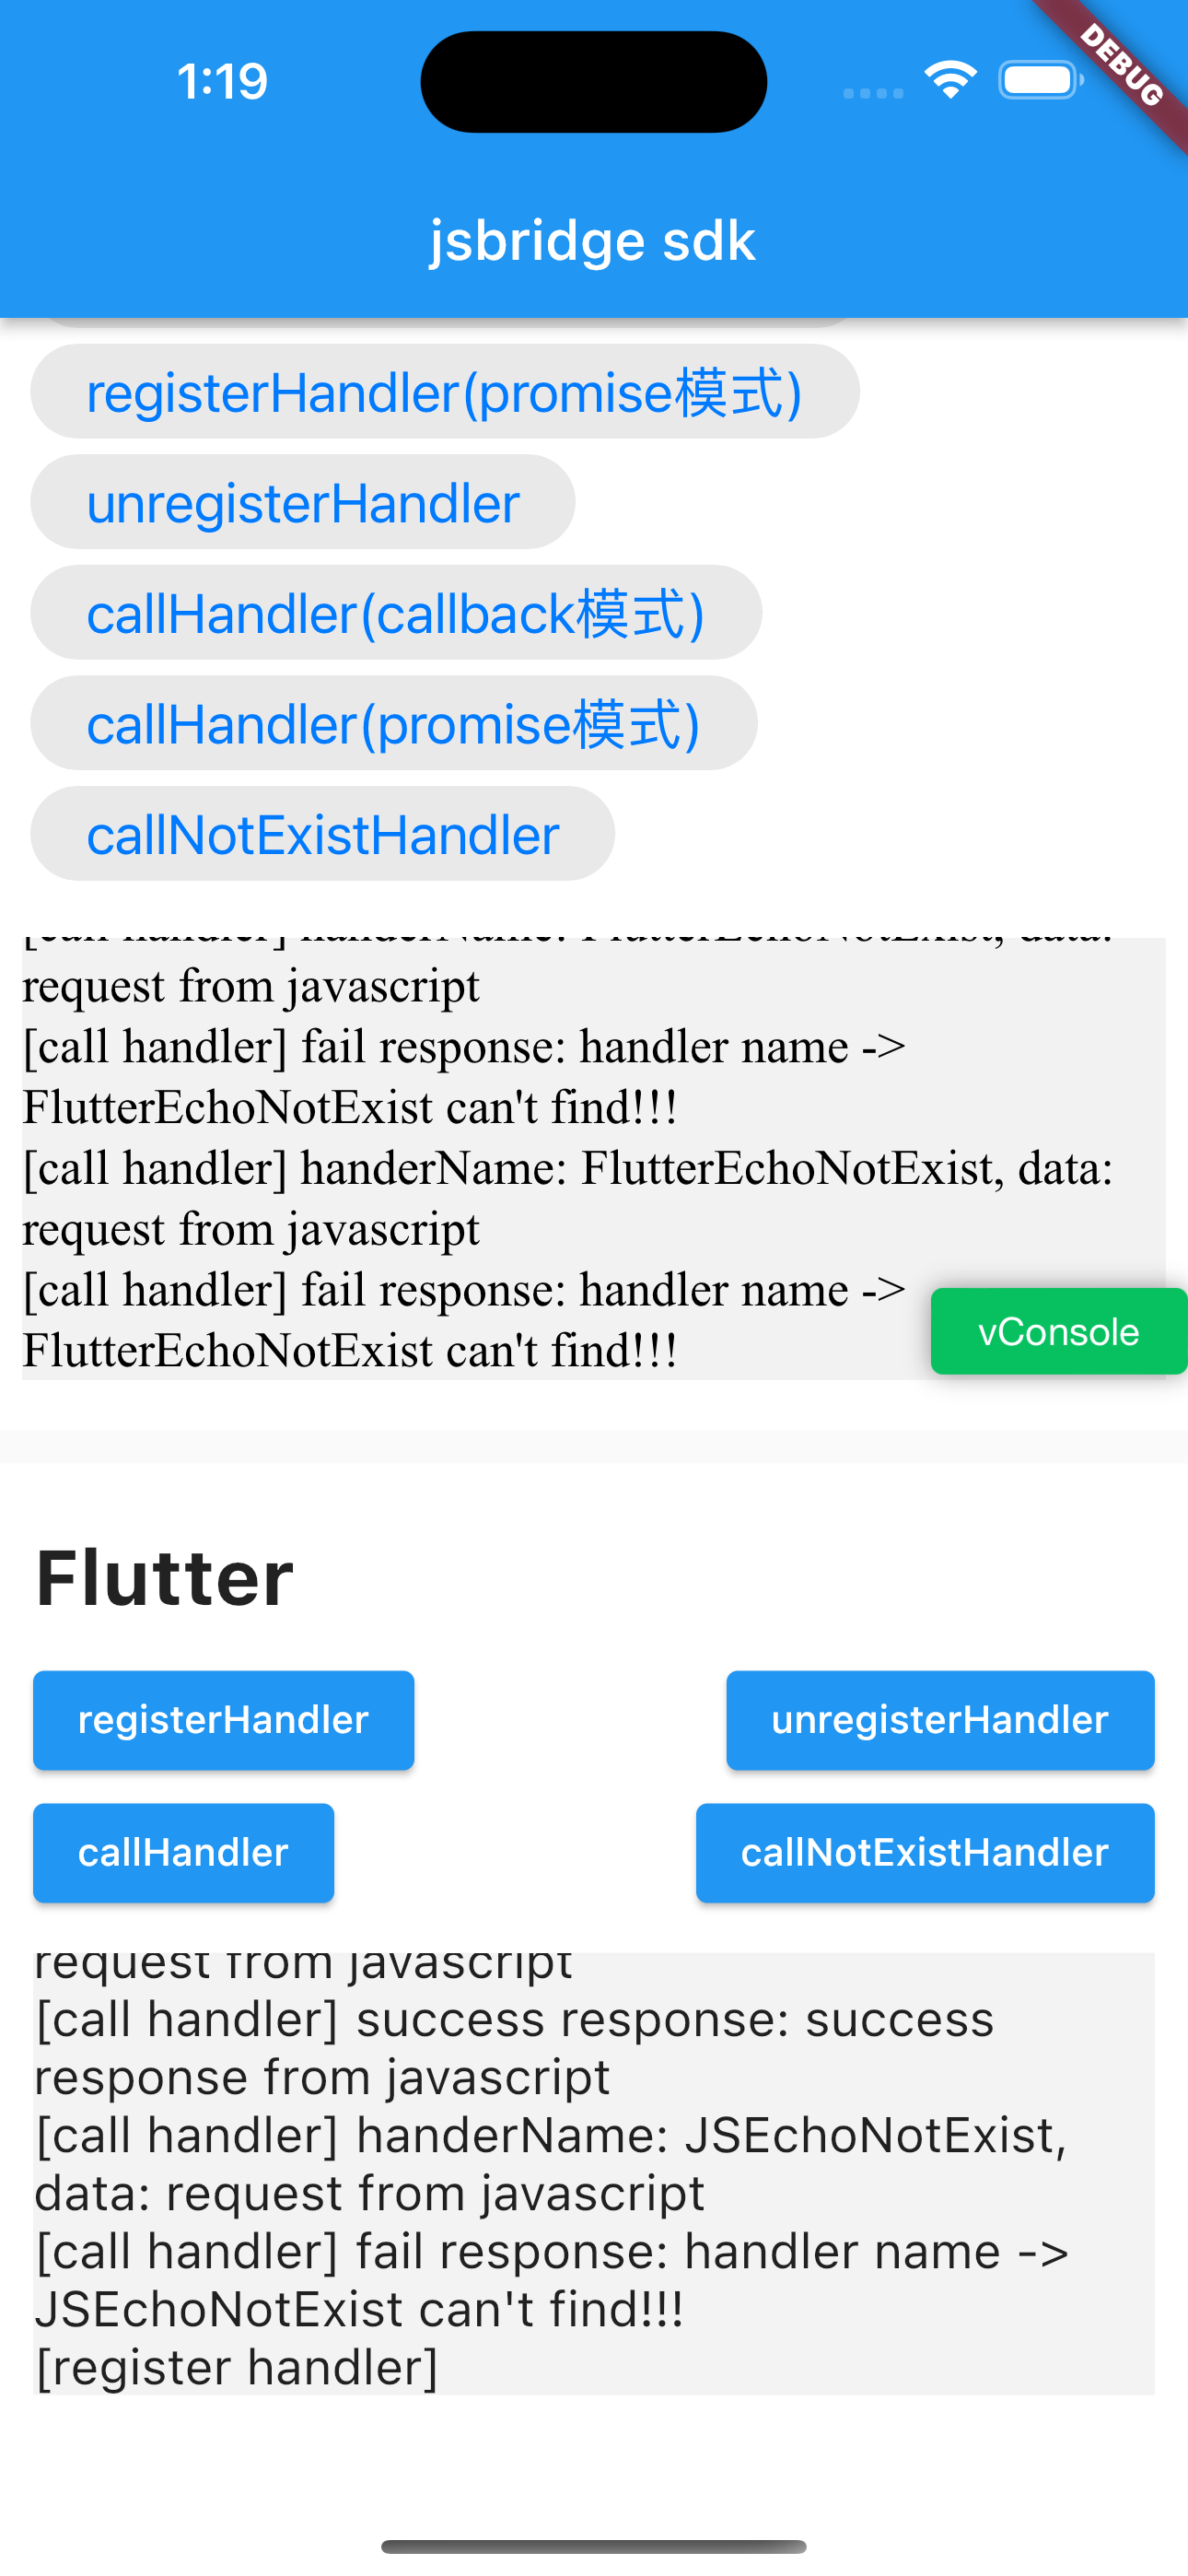 1:19
DEBUG
jsbridge sdk
registerHandler(promise模式)
unregisterHandler
callHandler(callback模式)
callHandler(promise模式)
callNotExistHandler
[call handler] handerName: FlutterEchoNotExist, data:
request from javascript
[call handler] fail response: handler name ->
FlutterEchoNotExist can't find!!!
[call handler] handerName: FlutterEchoNotExist, data:
request from javascript
[call handler] fail response: handler name ->
FlutterEchoNotExist can't find!!!
vConsole
Flutter
registerHandler
unregisterHandler
callHandler
callNotExistHandler
request from javascript
[call handler] success response: success
response from javascript
[call handler] handerName: JSEchoNotExist,
data: request from javascript
[call handler] fail response: handler name ->
JSEchoNotExist can't find!!!
[register handler]